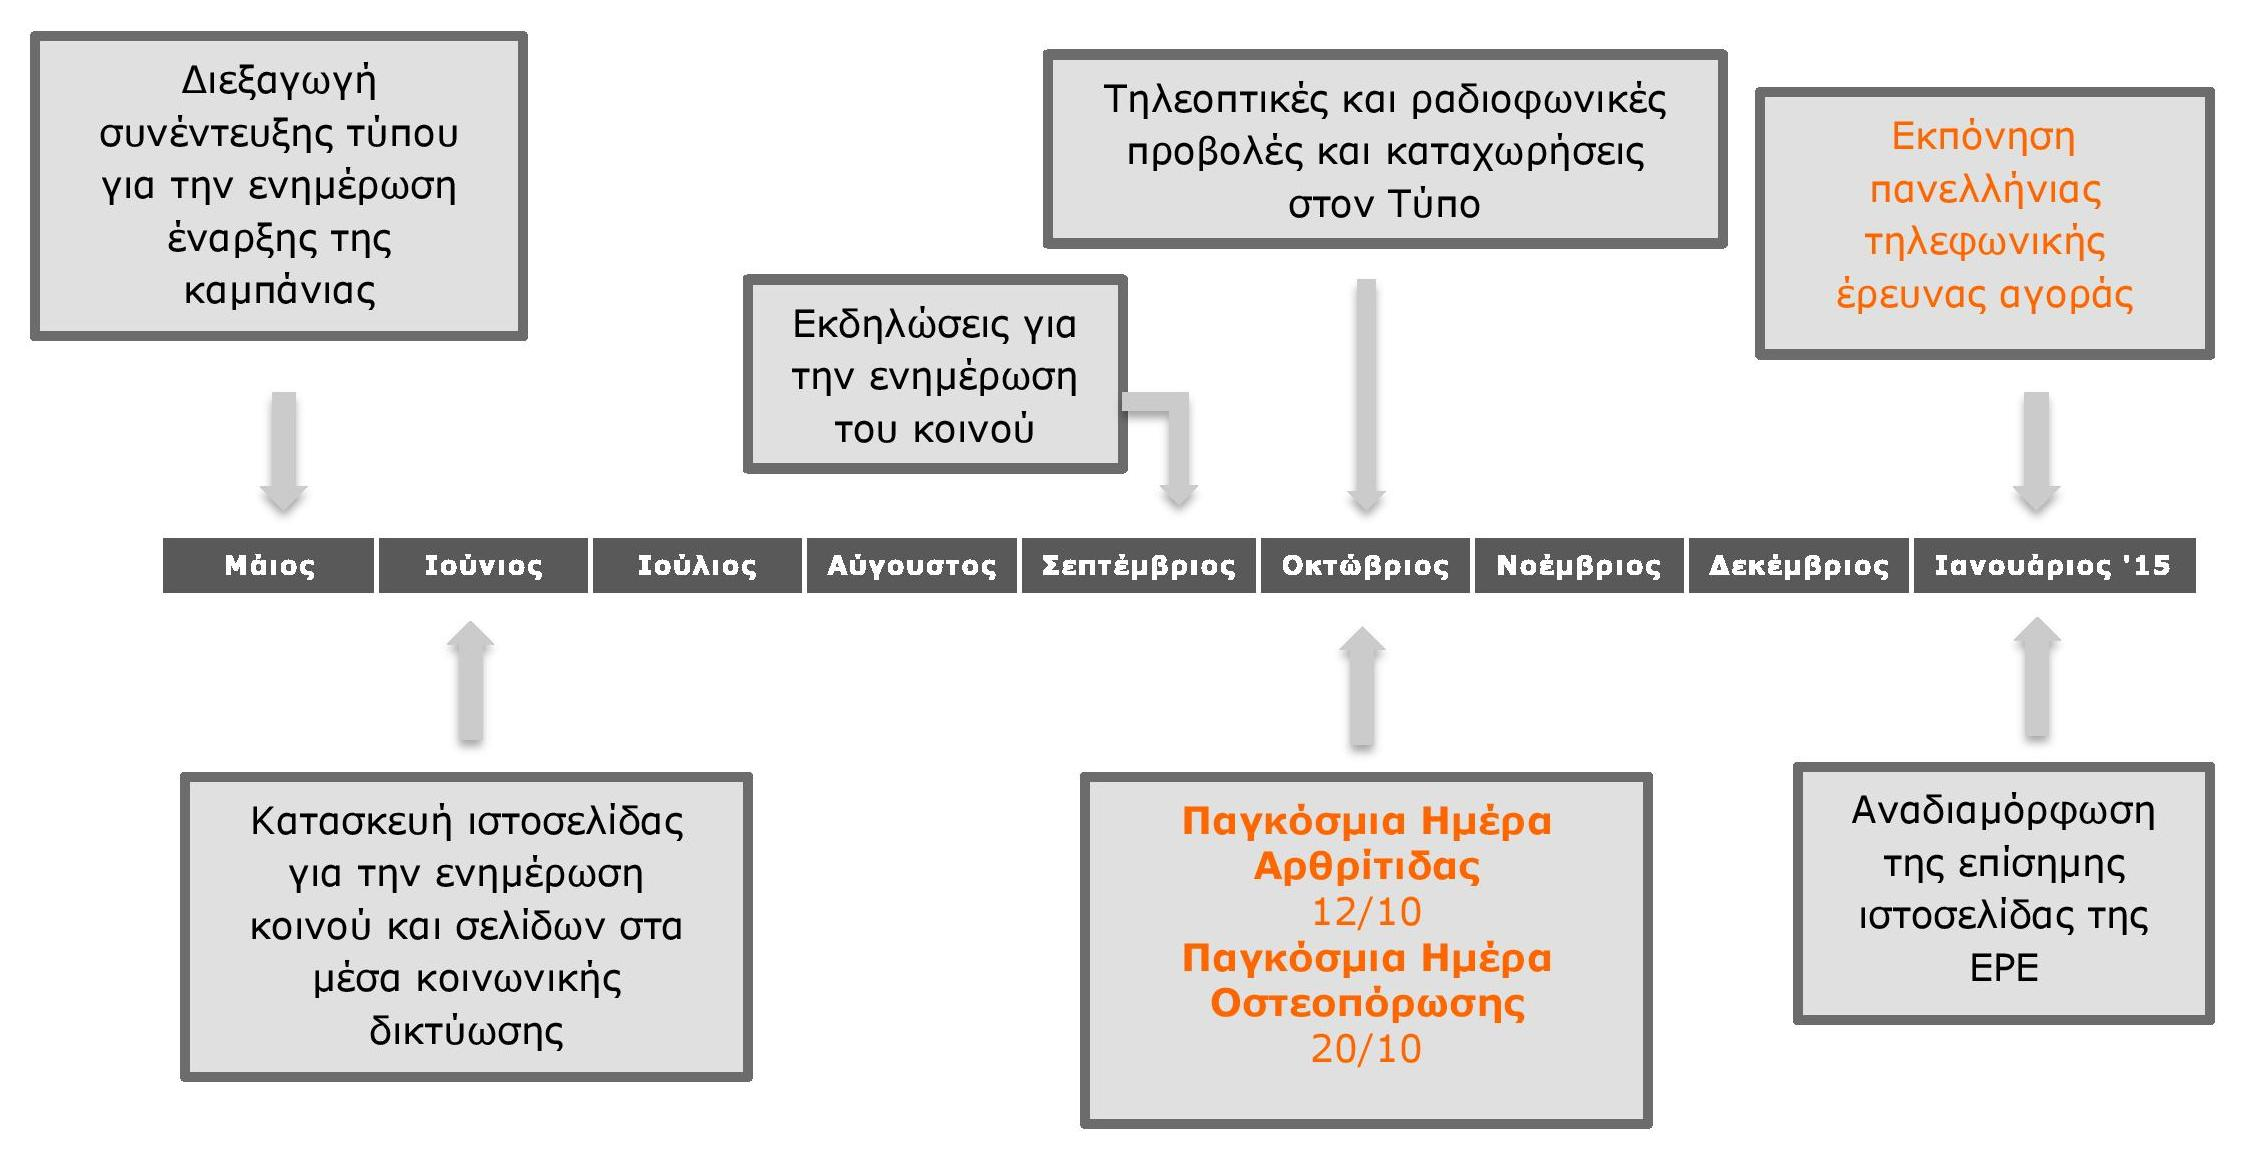 Διεξαγωγή
συνέντευξης τύπου
για την ενημέρωση
έναρξης της
καμπάνιας
Τηλεοπτικές και ραδιοφωνικές
προβολές και καταχωρήσεις
στον Τύπο
Εκπόνηση
πανελλήνιας
τηλεφωνικής
έρευνας αγοράς
Εκδηλώσεις για
την ενημέρωση
του κοινού
Μάιος Ιούνιος Ιούλιος Αύγουστος Σεπτέμβριος Οκτώβριος Νοέμβριος Δεκέμβριος Ιανουάριος '15
Κατασκευή ιστοσελίδας
για την ενημέρωση
κοινού και σελίδων στα
μέσα κοινωνικής
δικτύωσης
Παγκόσμια Ημέρα
Αρθρίτιδας
12/10
Παγκόσμια Ημέρα
Οστεοπόρωσης
20/10
Αναδιαμόρφωση
της επίσημης
ιστοσελίδας της
ΕΡΕ